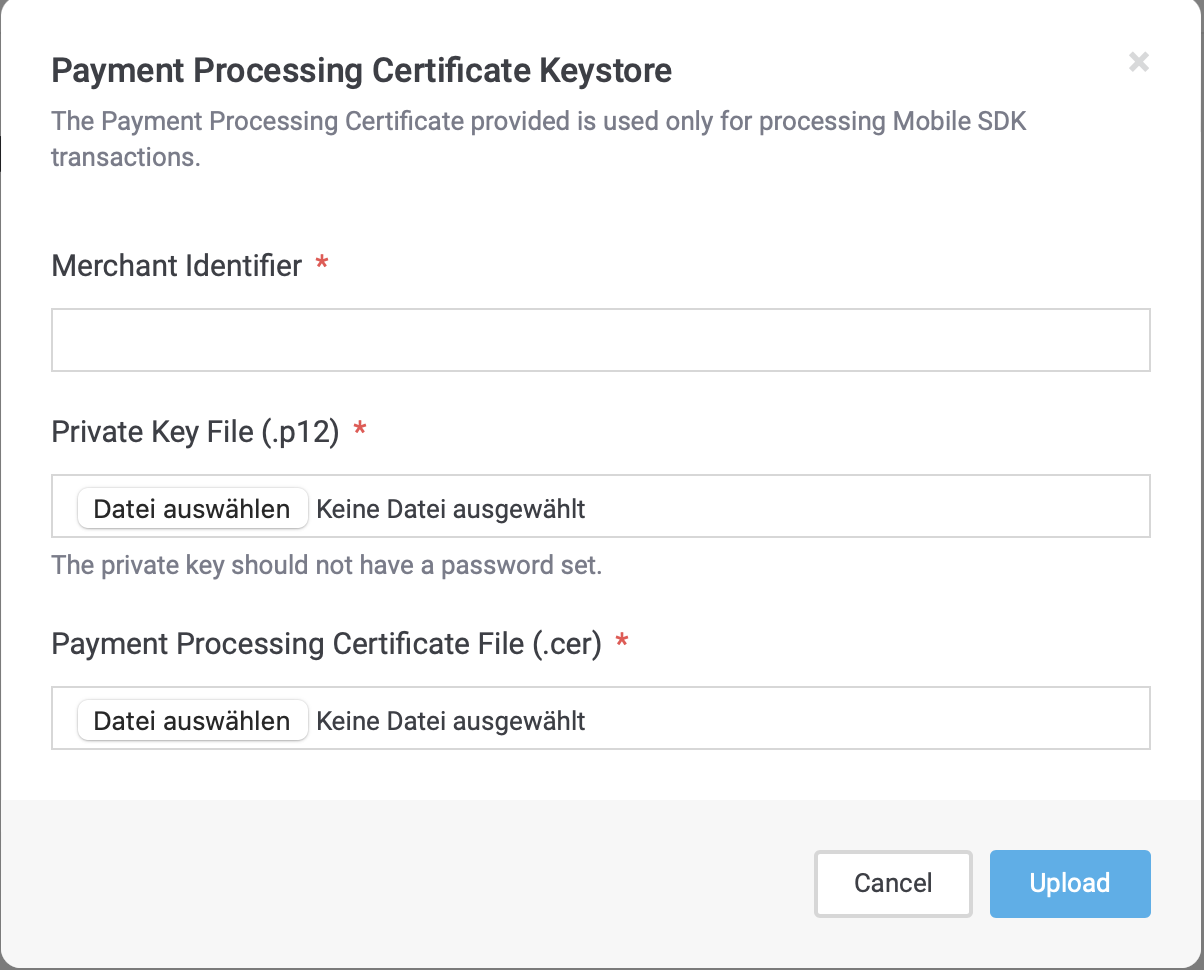 Payment Processing Certificate Keystore
The Payment Processing Certificate provided is used only for processing Mobile SDK
transactions.
Merchant Identifier *
Private Key File (.p12) *
Datei auswählen Keine Datei ausgewählt
The private key should not have a password set.
Payment Processing Certificate File (.cer) *
Datei auswählen Keine Datei ausgewählt
Cancel Upload